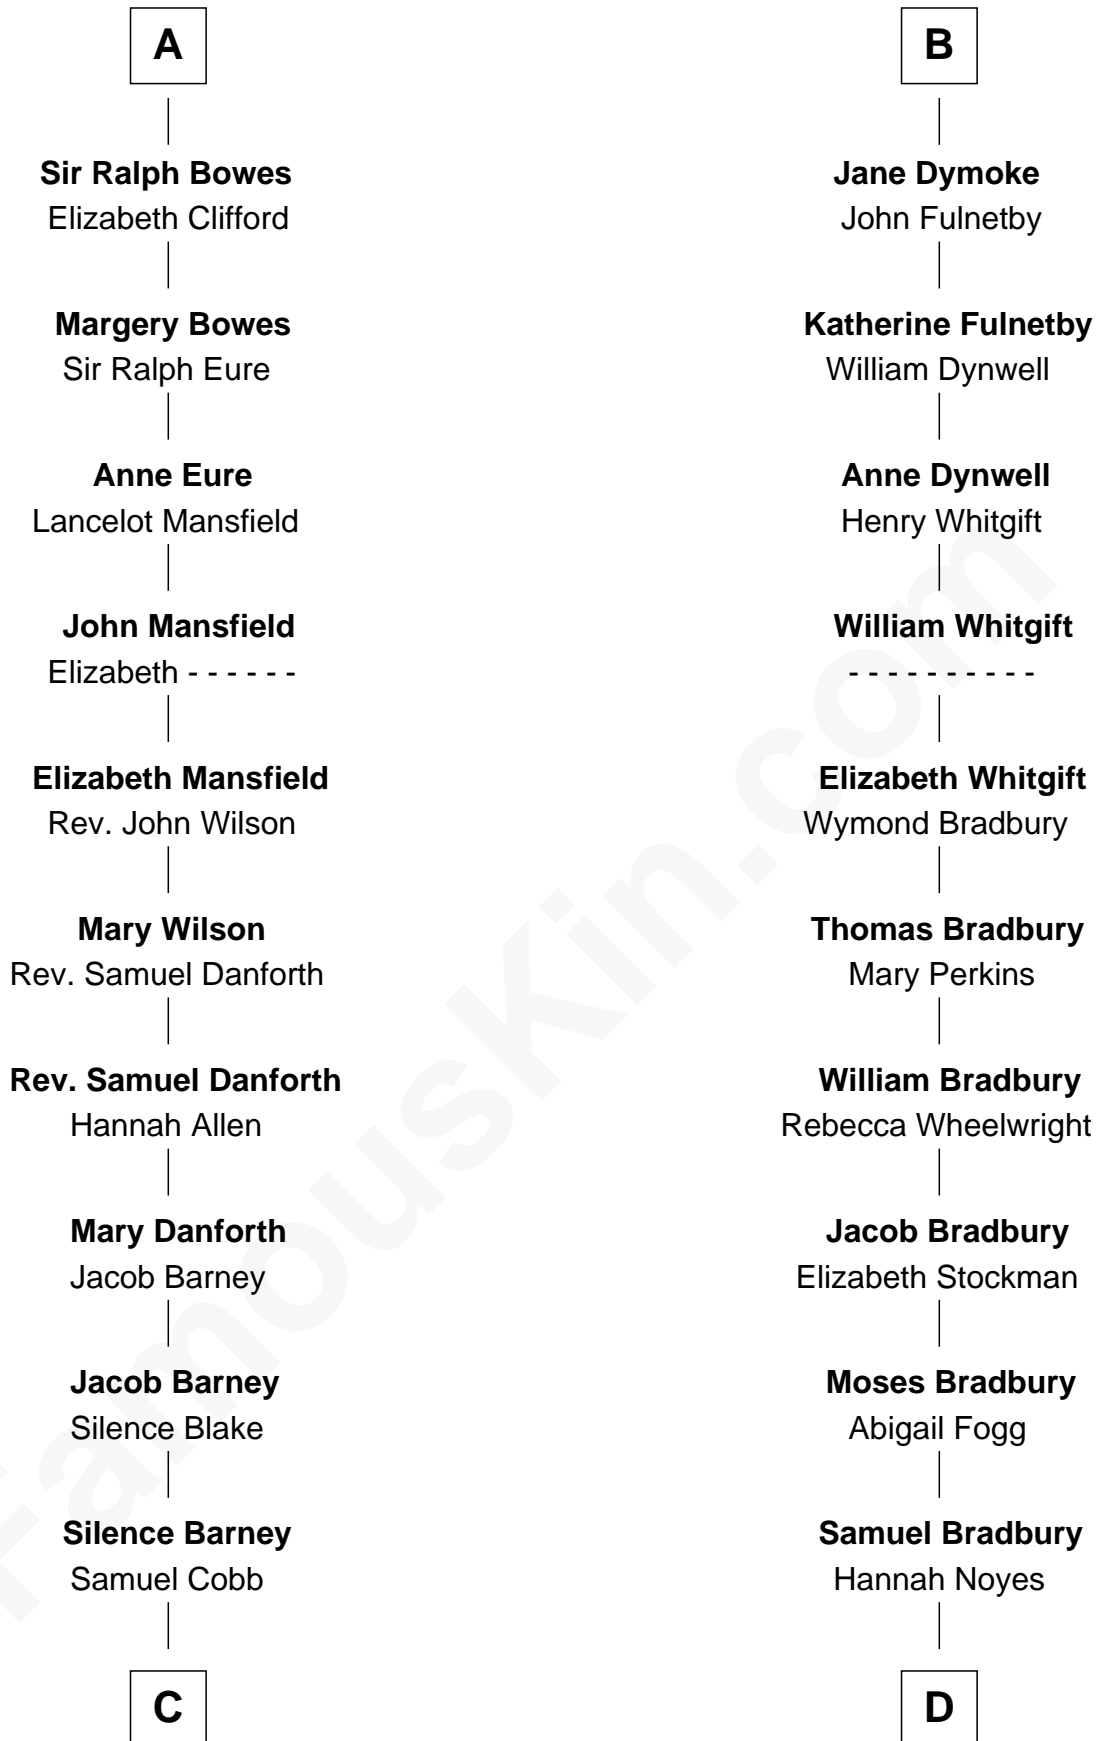 A
Sir Ralph Bowes
Elizabeth Clifford
Margery Bowes
Sir Ralph Eure
Anne Eure
Lancelot Mansfield
John Mansfield
Elizabeth - - - - - -
Elizabeth Mansfield
Rev. John Wilson
Mary Wilson
Rev. Samuel Danforth
Rev. Samuel Danforth
Hannah Allen
Mary Danforth
Jacob Barney
Jacob Barney
Silence Blake
Silence Barney
Samuel Cobb
C
B
Jane Dymoke
John Fulnetby
Katherine Fulnetby
William Dynwell
Anne Dynwell
Henry Whitgift
William Whitgift
- - - - - - - - - -
Elizabeth Whitgift
Wymond Bradbury
Thomas Bradbury
Mary Perkins
William Bradbury
Rebecca Wheelwright
Jacob Bradbury
Elizabeth Stockman
Moses Bradbury
Abigail Fogg
Samuel Bradbury
Hannah Noyes
D
FamousKin.com